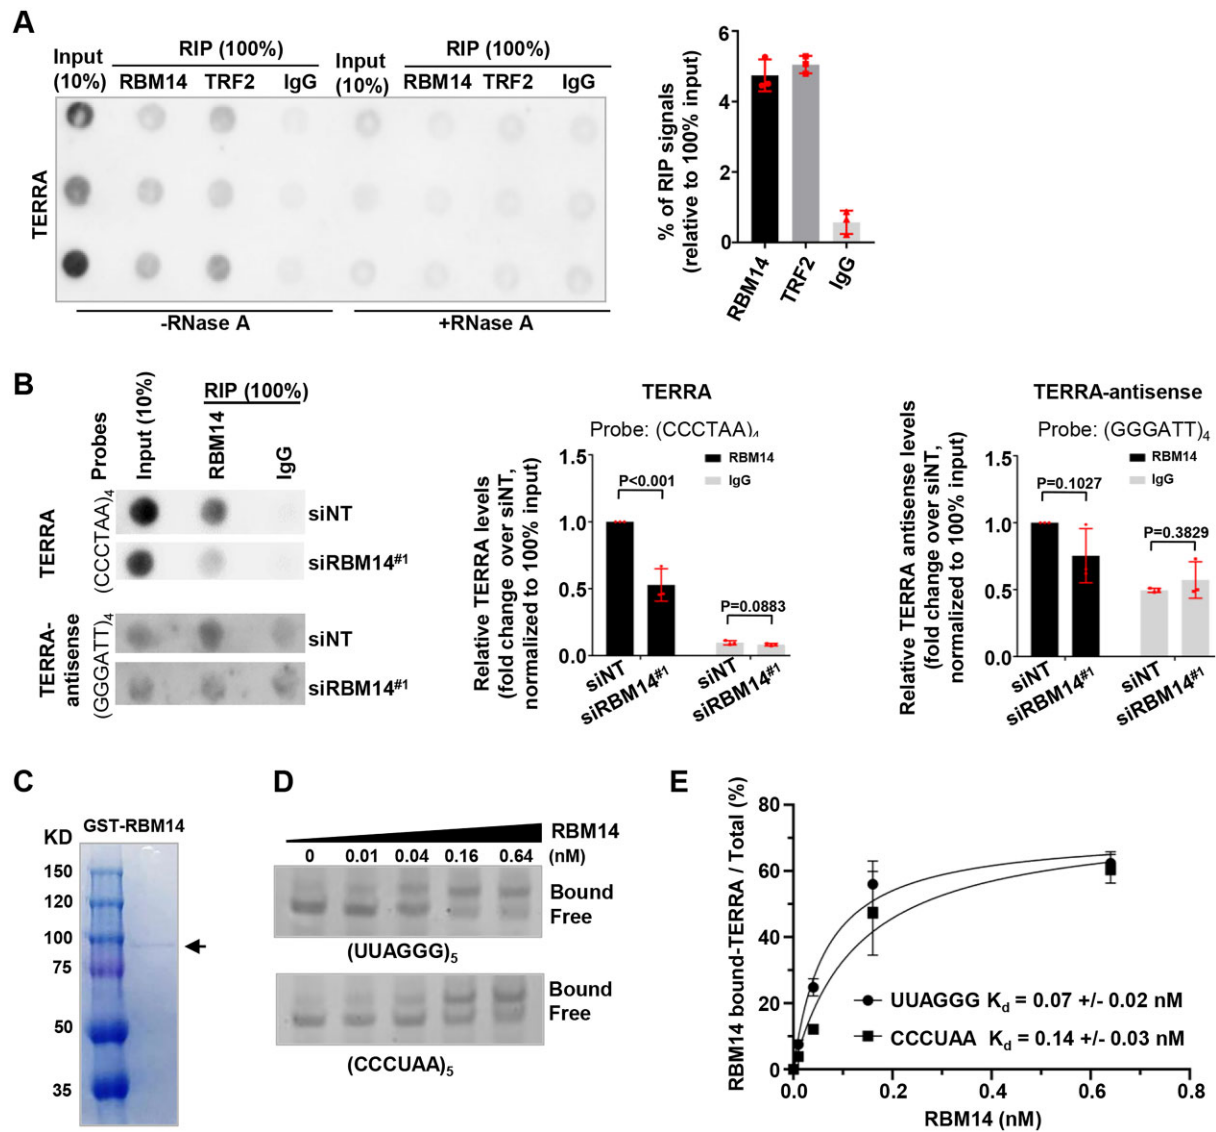 A
Input (10%)
RIP (100%)
RBM14 TRF2 IgG
Input (10%)
RIP (100%)
RBM14 TRF2 IgG
TERRA
-RNase A
+RNase A
% of RIP signals
(relative to 100% input)
6
4
2
0
RBM14
TRF2
IgG
B
Probes
Input (10%)
RIP (100%)
RBM14
IgG
TERRA
(CCCTAA)4
siNT
siRBM14#1
TERRA-antisense
(GGGATT)4
siNT
siRBM14#1
TERRA
Probe: (CCCTAA)4
Relative TERRA levels
(fold change over siNT,
normalized to 100% input)
1.5
1.0
0.5
0.0
RBM14
IgG
P<0.001
P=0.0883
siNT
siRBM14#1
siNT
siRBM14#1
TERRA-antisense
Probe: (GGGATT)4
Relative TERRA antisense levels
(fold change over siNT,
normalized to 100% input)
1.5
1.0
0.5
0.0
RBM14
IgG
P=0.1027
P=0.3829
siNT
siRBM14#1
siNT
siRBM14#1
C
KD
GST-RBM14
150
120
100
75
50
35
D
RBM14
0 0.01 0.04 0.16 0.64 (nM)
Bound
Free
(UUAGGG)5
Bound
Free
(CCCUAA)5
E
RBM14 bound-TERRA / Total (%)
80
60
40
20
0
UUAGGG Kd = 0.07 +/- 0.02 nM
CCCUAA Kd = 0.14 +/- 0.03 nM
0.0 0.2 0.4 0.6 0.8
RBM14 (nM)